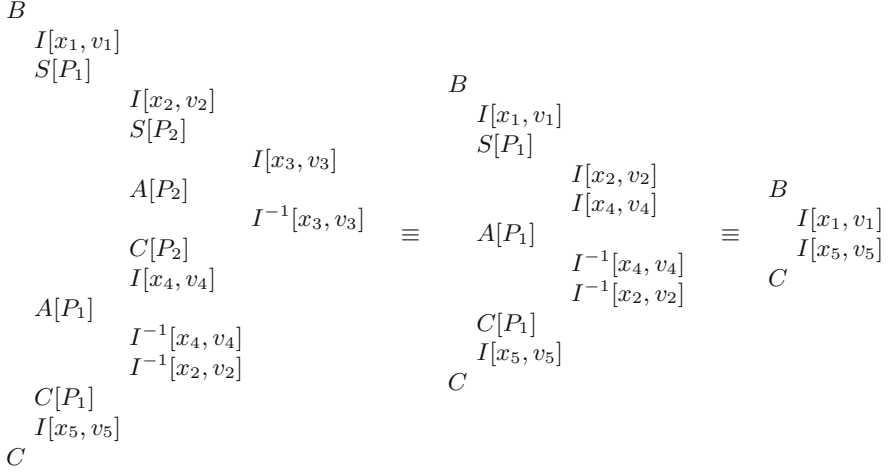 B
I[x₁, v₁]
S[P₁]
I[x₂, v₂]
S[P₂]
I[x₃, v₃]
A[P₂]
I⁻¹[x₃, v₃]
C[P₂]
I[x₄, v₄]
A[P₁]
I⁻¹[x₄, v₄]
I⁻¹[x₂, v₂]
C[P₁]
I[x₅, v₅]
C
≡
B
I[x₁, v₁]
S[P₁]
I[x₂, v₂]
I[x₄, v₄]
A[P₁]
I⁻¹[x₄, v₄]
I⁻¹[x₂, v₂]
C[P₁]
I[x₅, v₅]
C
≡
B
I[x₁, v₁]
I[x₅, v₅]
C